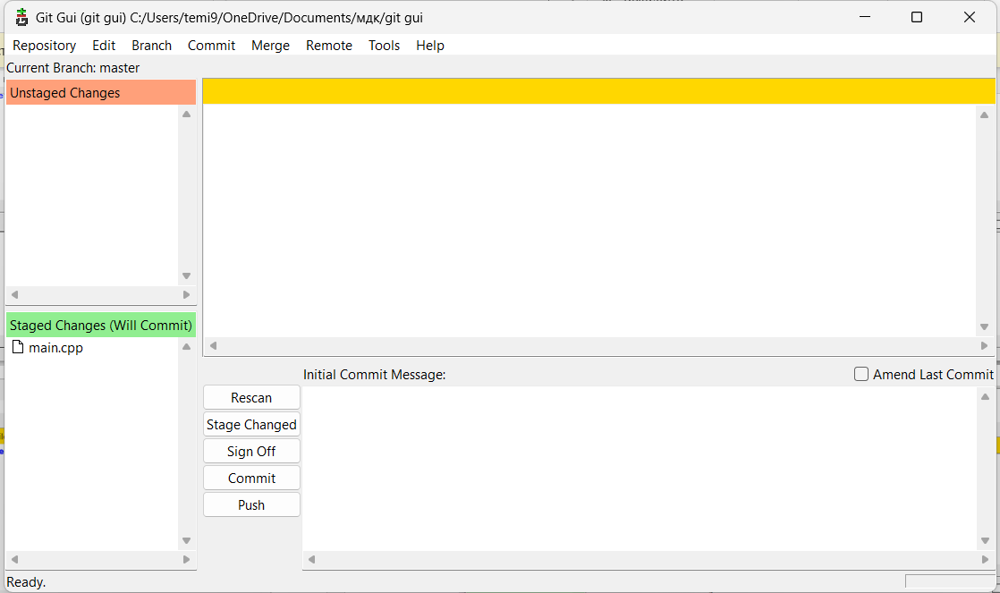 Git Gui (git gui) C:/Users/temi9/OneDrive/Documents/мдк/git gui
Repository Edit Branch Commit Merge Remote Tools Help
Current Branch: master
Unstaged Changes
Staged Changes (Will Commit)
main.cpp
Initial Commit Message:
Amend Last Commit
Rescan
Stage Changed
Sign Off
Commit
Push
Ready.